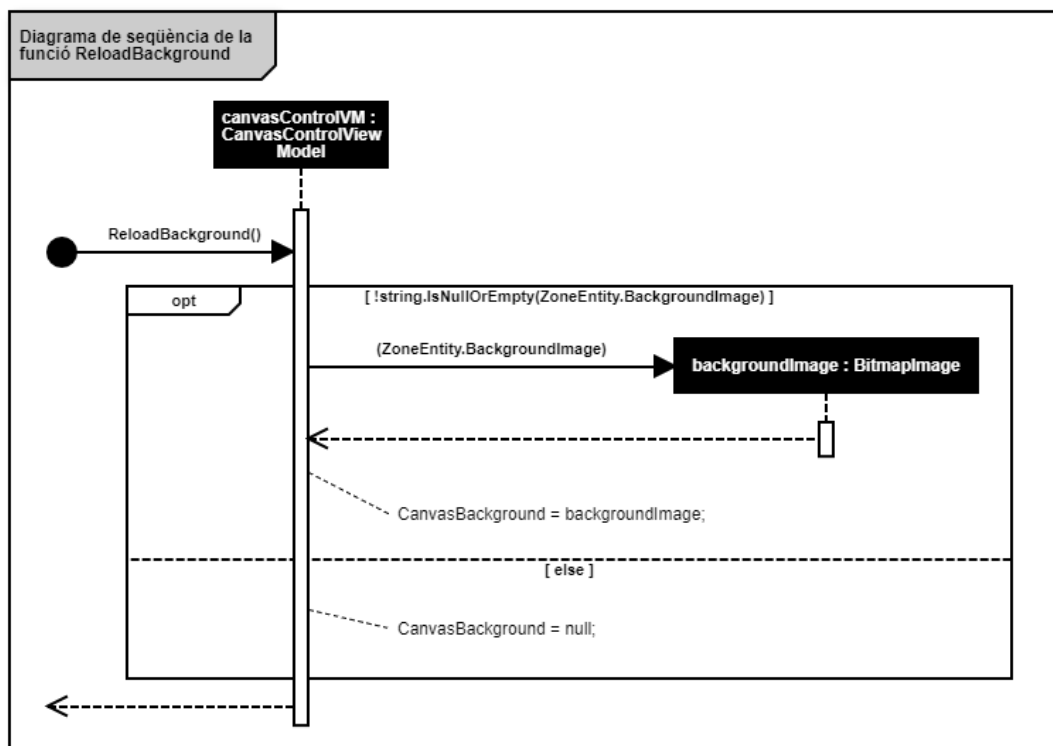 Diagrama de seqüència de la
funció ReloadBackground
canvasControlVM :
CanvasControlView
Model
ReloadBackground()
opt
[ !string.IsNullOrEmpty(ZoneEntity.BackgroundImage) ]
(ZoneEntity.BackgroundImage)
backgroundImage : BitmapImage
CanvasBackground = backgroundImage;
[ else ]
CanvasBackground = null;